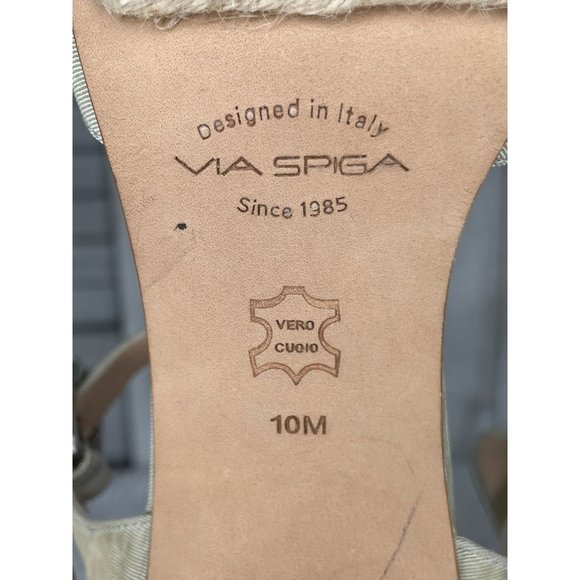 Designed in Italy
VIA SPIGA
Since 1985
VERO
CUOIO
10M